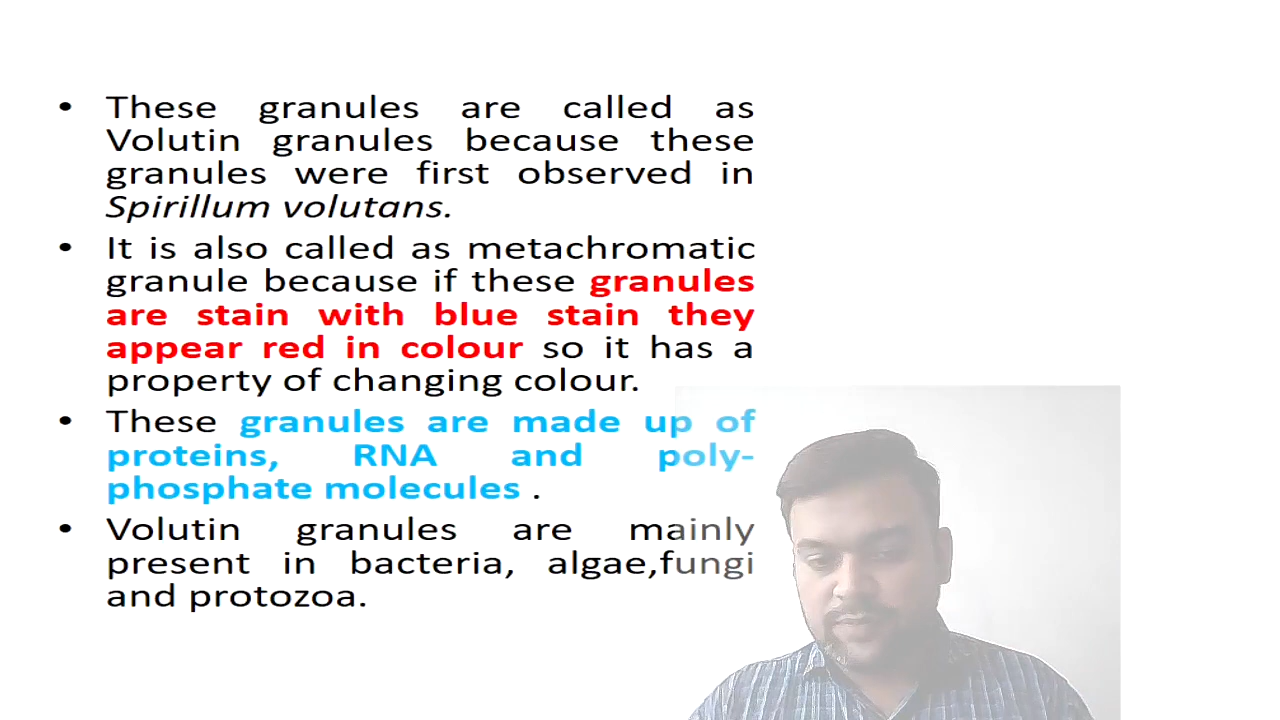 • These granules are called as
Volutin granules because these
granules were first observed in
Spirillum volutans.
• It is also called as metachromatic
granule because if these granules
are stain with blue stain they
appear red in colour so it has a
property of changing colour.
• These granules are made up of
proteins, RNA and poly-
phosphate molecules .
• Volutin granules are mainly
present in bacteria, algae,fungi
and protozoa.